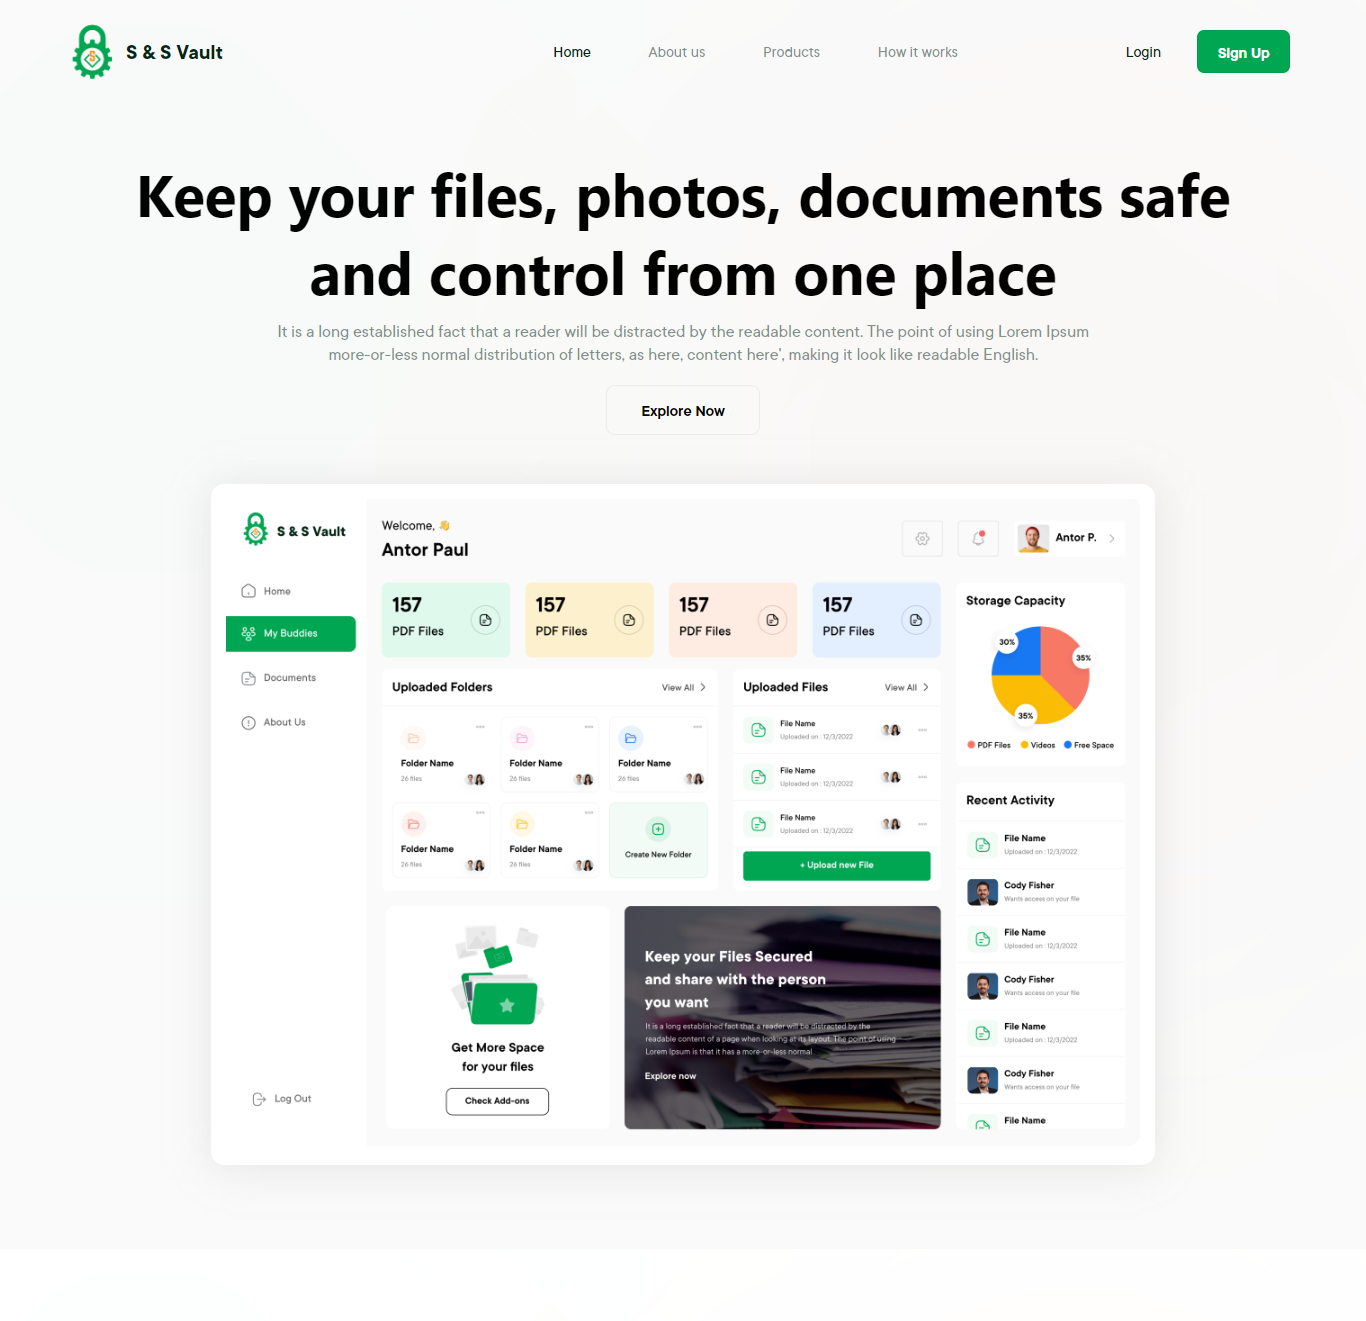 S & S Vault
Home
About us
Products
How it works
Login
Sign Up
Keep your files, photos, documents safe
and control from one place
It is a long established fact that a reader will be distracted by the readable content. The point of using Lorem Ipsum
more-or-less normal distribution of letters, as here, content here', making it look like readable English.
Explore Now
S & S Vault
Home
My Buddies
Documents
About Us
Log Out
Welcome, 👋
Antor Paul
Antor P.
157
PDF Files
157
PDF Files
157
PDF Files
157
PDF Files
Uploaded Folders
View All
Folder Name
26 files
Folder Name
26 files
Folder Name
26 files
Folder Name
26 files
Folder Name
26 files
Create New Folder
Uploaded Files
View All
File Name
Uploaded on : 12/3/2022
File Name
Uploaded on : 12/3/2022
File Name
Uploaded on : 12/3/2022
+ Upload new File
Storage Capacity
30%
35%
35%
PDF Files
Videos
Free Space
Recent Activity
File Name
Uploaded on : 12/3/2022
Cody Fisher
Wants access on your file
File Name
Uploaded on : 12/3/2022
Cody Fisher
Wants access on your file
File Name
Uploaded on : 12/3/2022
Cody Fisher
Wants access on your file
File Name
Get More Space
for your files
Check Add-ons
Keep your Files Secured
and share with the person
you want
It is a long established fact that a reader will be distracted by the
readable content of a page when looking at its layout. The point of using
Lorem Ipsum is that it has a more-or-less normal
Explore now